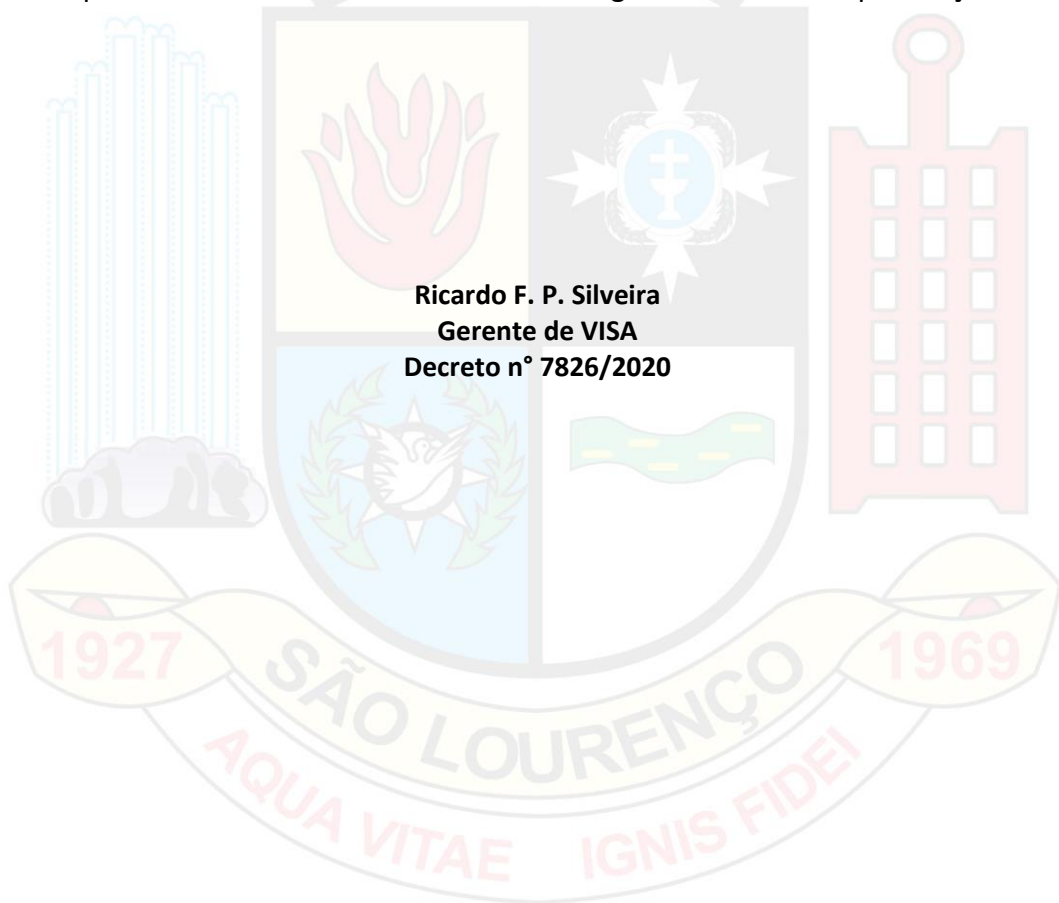 Ricardo F. P. Silveira
Gerente de VISA
Decreto n° 7826/2020
1927
SÃO LOURENÇO
1969
AQUA VITAE IGNIS FIDEI